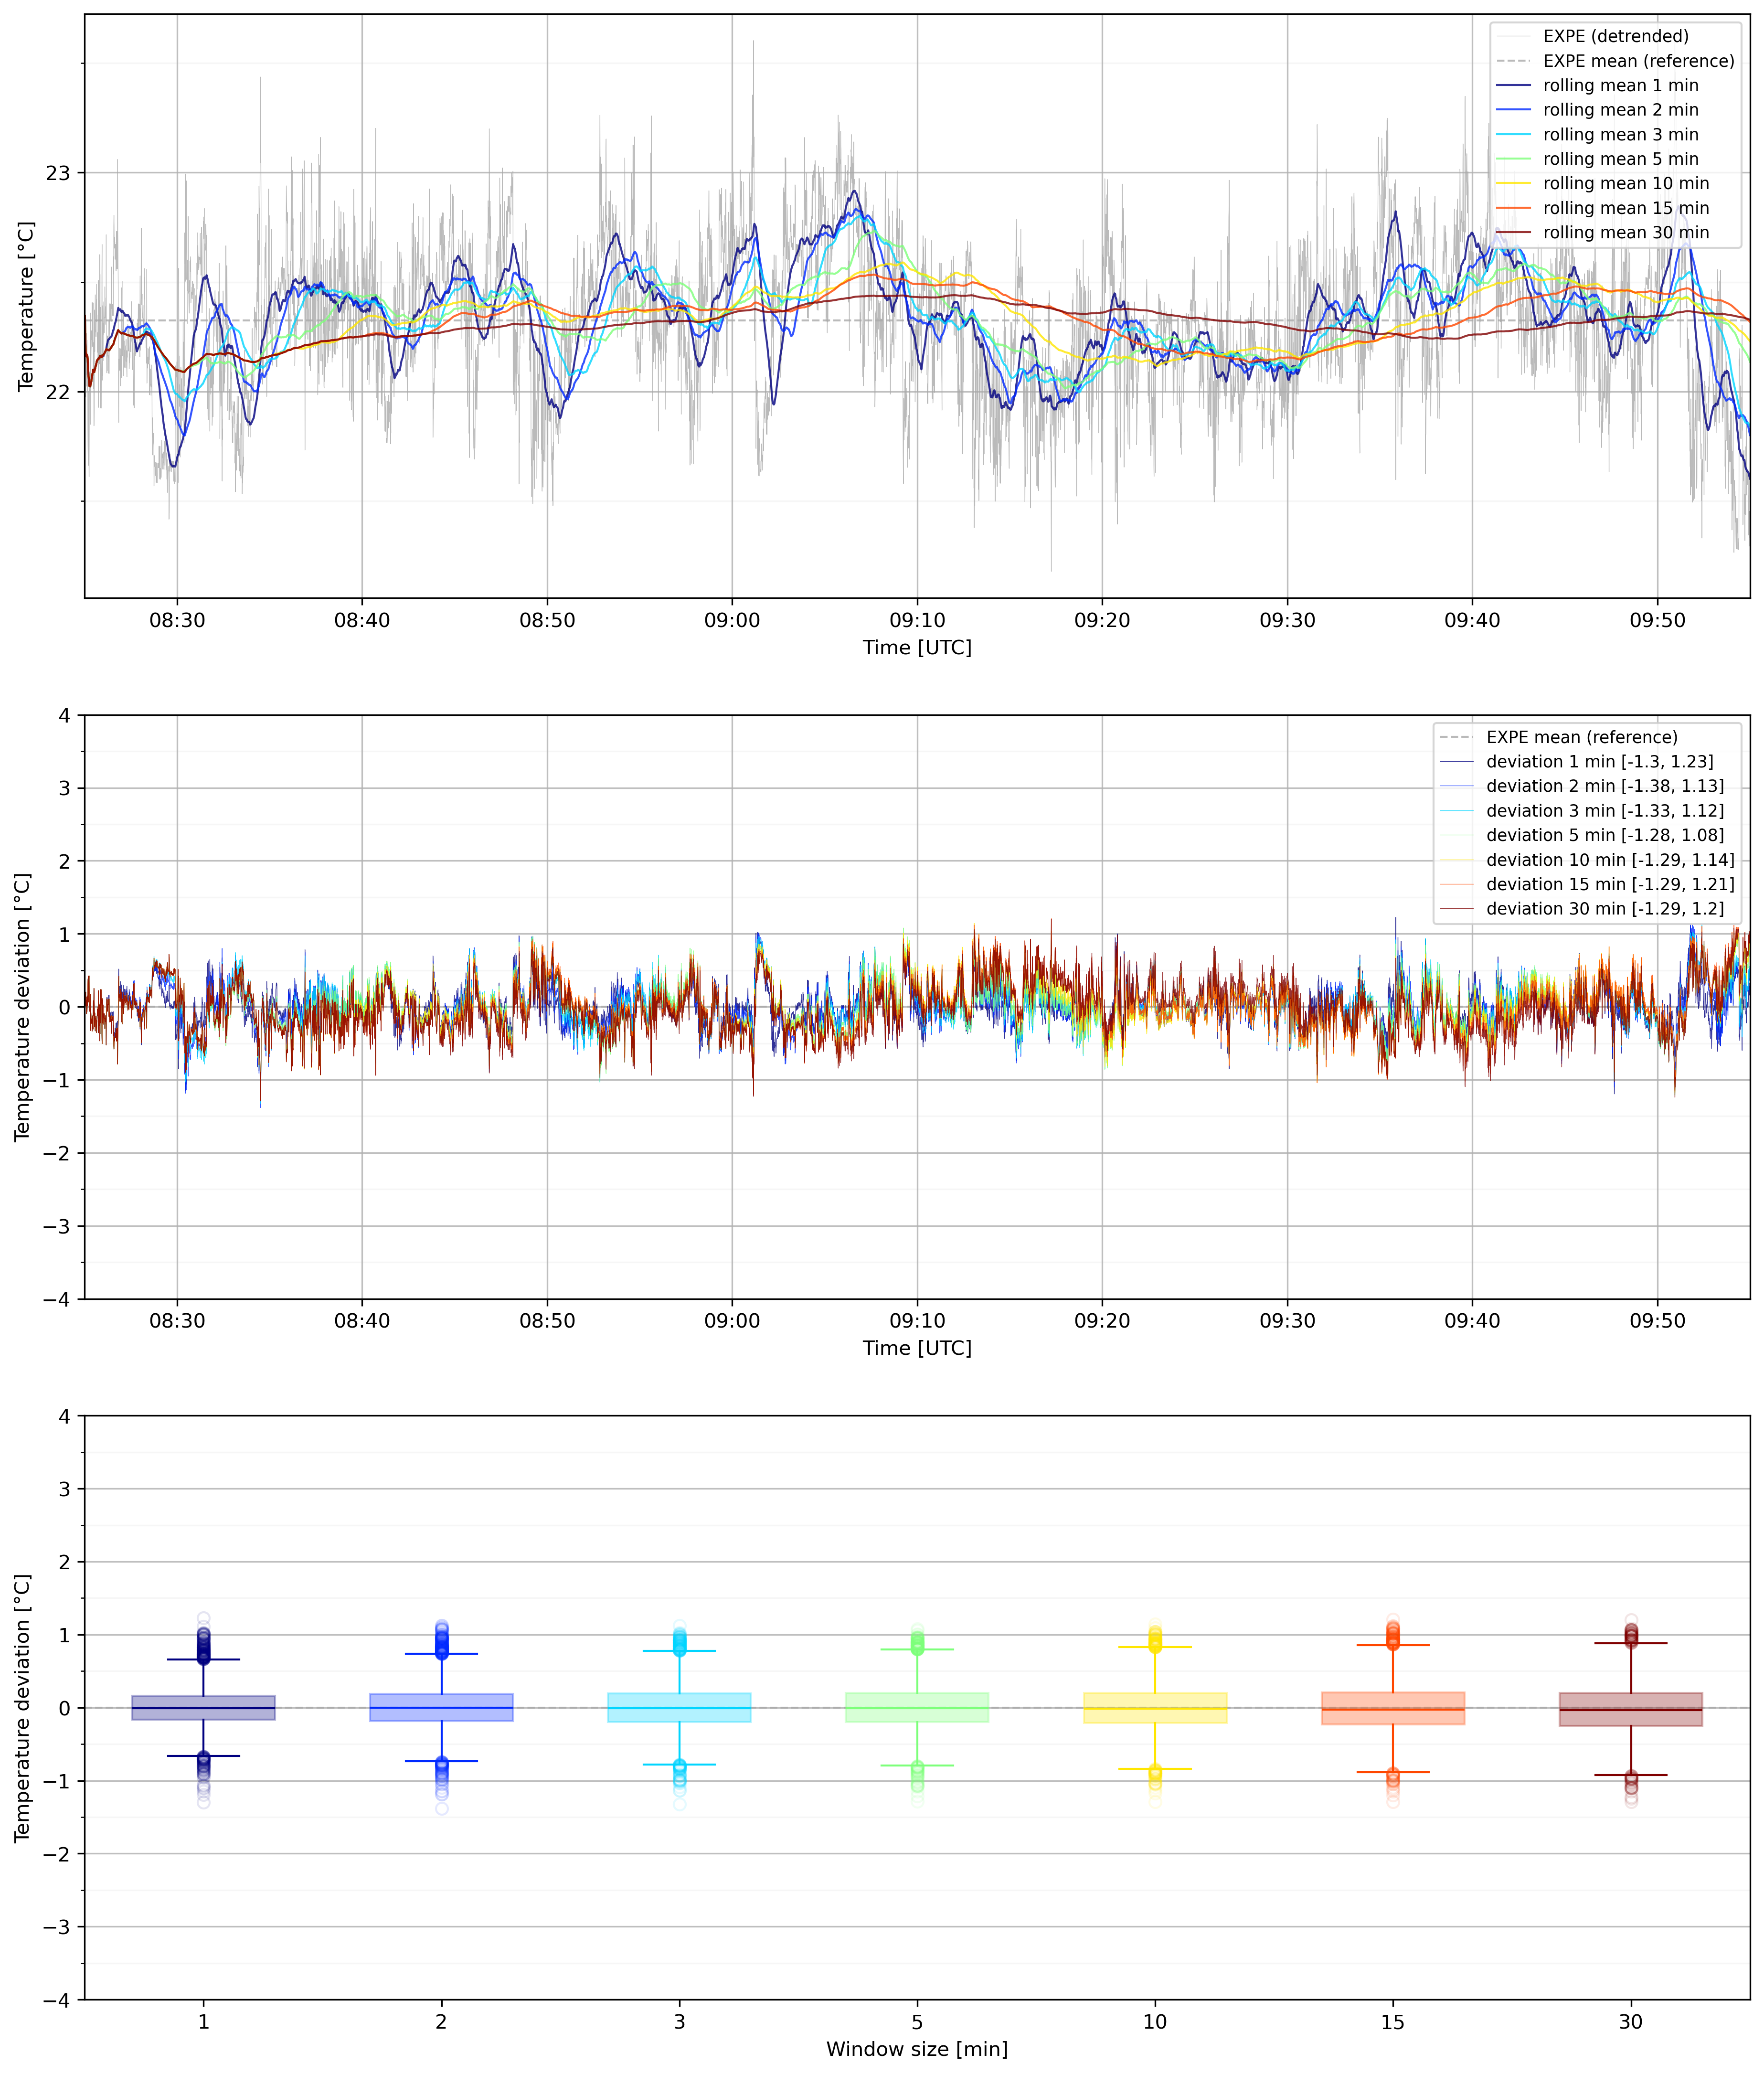 EXPE (detrended)
EXPE mean (reference)
rolling mean 1 min
rolling mean 2 min
rolling mean 3 min
rolling mean 5 min
rolling mean 10 min
rolling mean 15 min
rolling mean 30 min
23
22
Temperature [°C]
08:30 08:40 08:50 09:00 09:10 09:20 09:30 09:40 09:50
Time [UTC]
EXPE mean (reference)
deviation 1 min [-1.3, 1.23]
deviation 2 min [-1.38, 1.13]
deviation 3 min [-1.33, 1.12]
deviation 5 min [-1.28, 1.08]
deviation 10 min [-1.29, 1.14]
deviation 15 min [-1.29, 1.21]
deviation 30 min [-1.29, 1.2]
4
3
2
1
0
−1
−2
−3
−4
Temperature deviation [°C]
08:30 08:40 08:50 09:00 09:10 09:20 09:30 09:40 09:50
Time [UTC]
4
3
2
1
0
−1
−2
−3
−4
Temperature deviation [°C]
1 2 3 5 10 15 30
Window size [min]